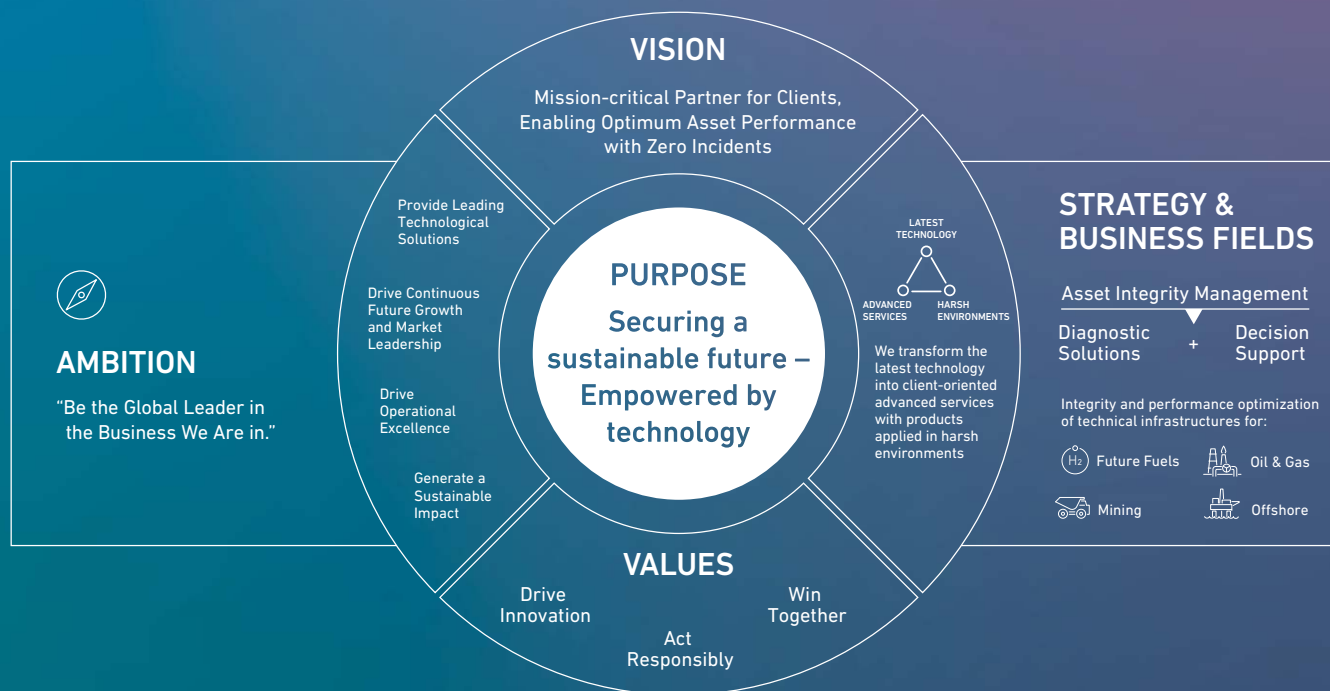 VISION
Mission-critical Partner for Clients,
Enabling Optimum Asset Performance
with Zero Incidents
AMBITION
“Be the Global Leader in
the Business We Are in.”
Provide Leading
Technological
Solutions
Drive Continuous
Future Growth
and Market
Leadership
Drive
Operational
Excellence
Generate a
Sustainable
Impact
PURPOSE
Securing a
sustainable future –
Empowered by
technology
LATEST
TECHNOLOGY
ADVANCED
SERVICES
HARSH
ENVIRONMENTS
We transform the
latest technology
into client-oriented
advanced services
with products
applied in harsh
environments
STRATEGY &
BUSINESS FIELDS
Asset Integrity Management
Diagnostic
Solutions
+
Decision
Support
Integrity and performance optimization
of technical infrastructures for:
H2 Future Fuels
Oil & Gas
Mining
Offshore
VALUES
Drive
Innovation
Act
Responsibly
Win
Together